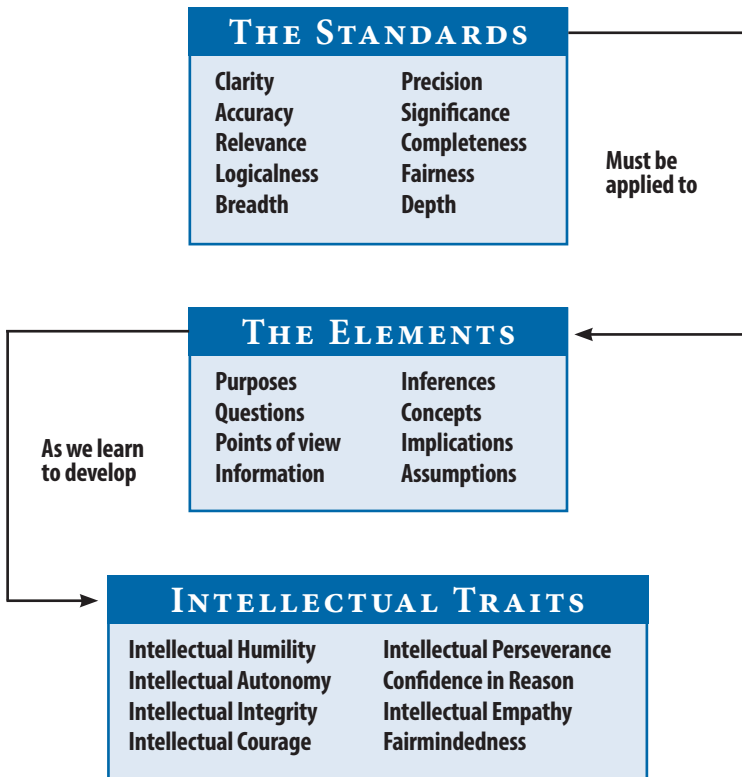 THE STANDARDS
Clarity
Accuracy
Relevance
Logicalness
Breadth
Precision
Significance
Completeness
Fairness
Depth
Must be
applied to
THE ELEMENTS
Purposes
Questions
Points of view
Information
Inferences
Concepts
Implications
Assumptions
As we learn
to develop
INTELLECTUAL TRAITS
Intellectual Humility
Intellectual Autonomy
Intellectual Integrity
Intellectual Courage
Intellectual Perseverance
Confidence in Reason
Intellectual Empathy
Fairmindedness